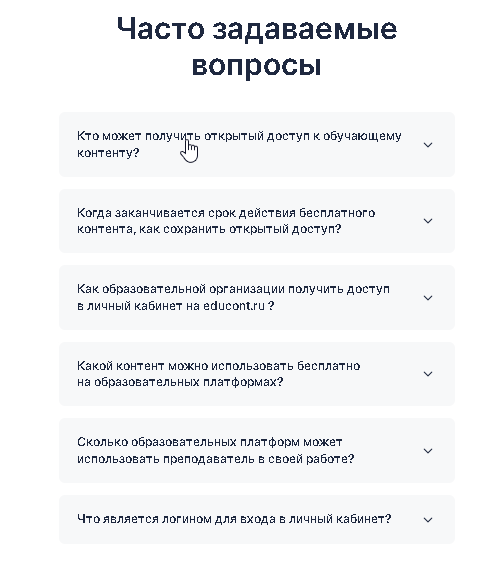 Часто задаваемые
вопросы
Кто может получить открытый доступ к обучающему
контенту?
Когда заканчивается срок действия бесплатного
контента, как сохранить открытый доступ?
Как образовательной организации получить доступ
в личный кабинет на educont.ru ?
Какой контент можно использовать бесплатно
на образовательных платформах?
Сколько образовательных платформ может
использовать преподаватель в своей работе?
Что является логином для входа в личный кабинет?